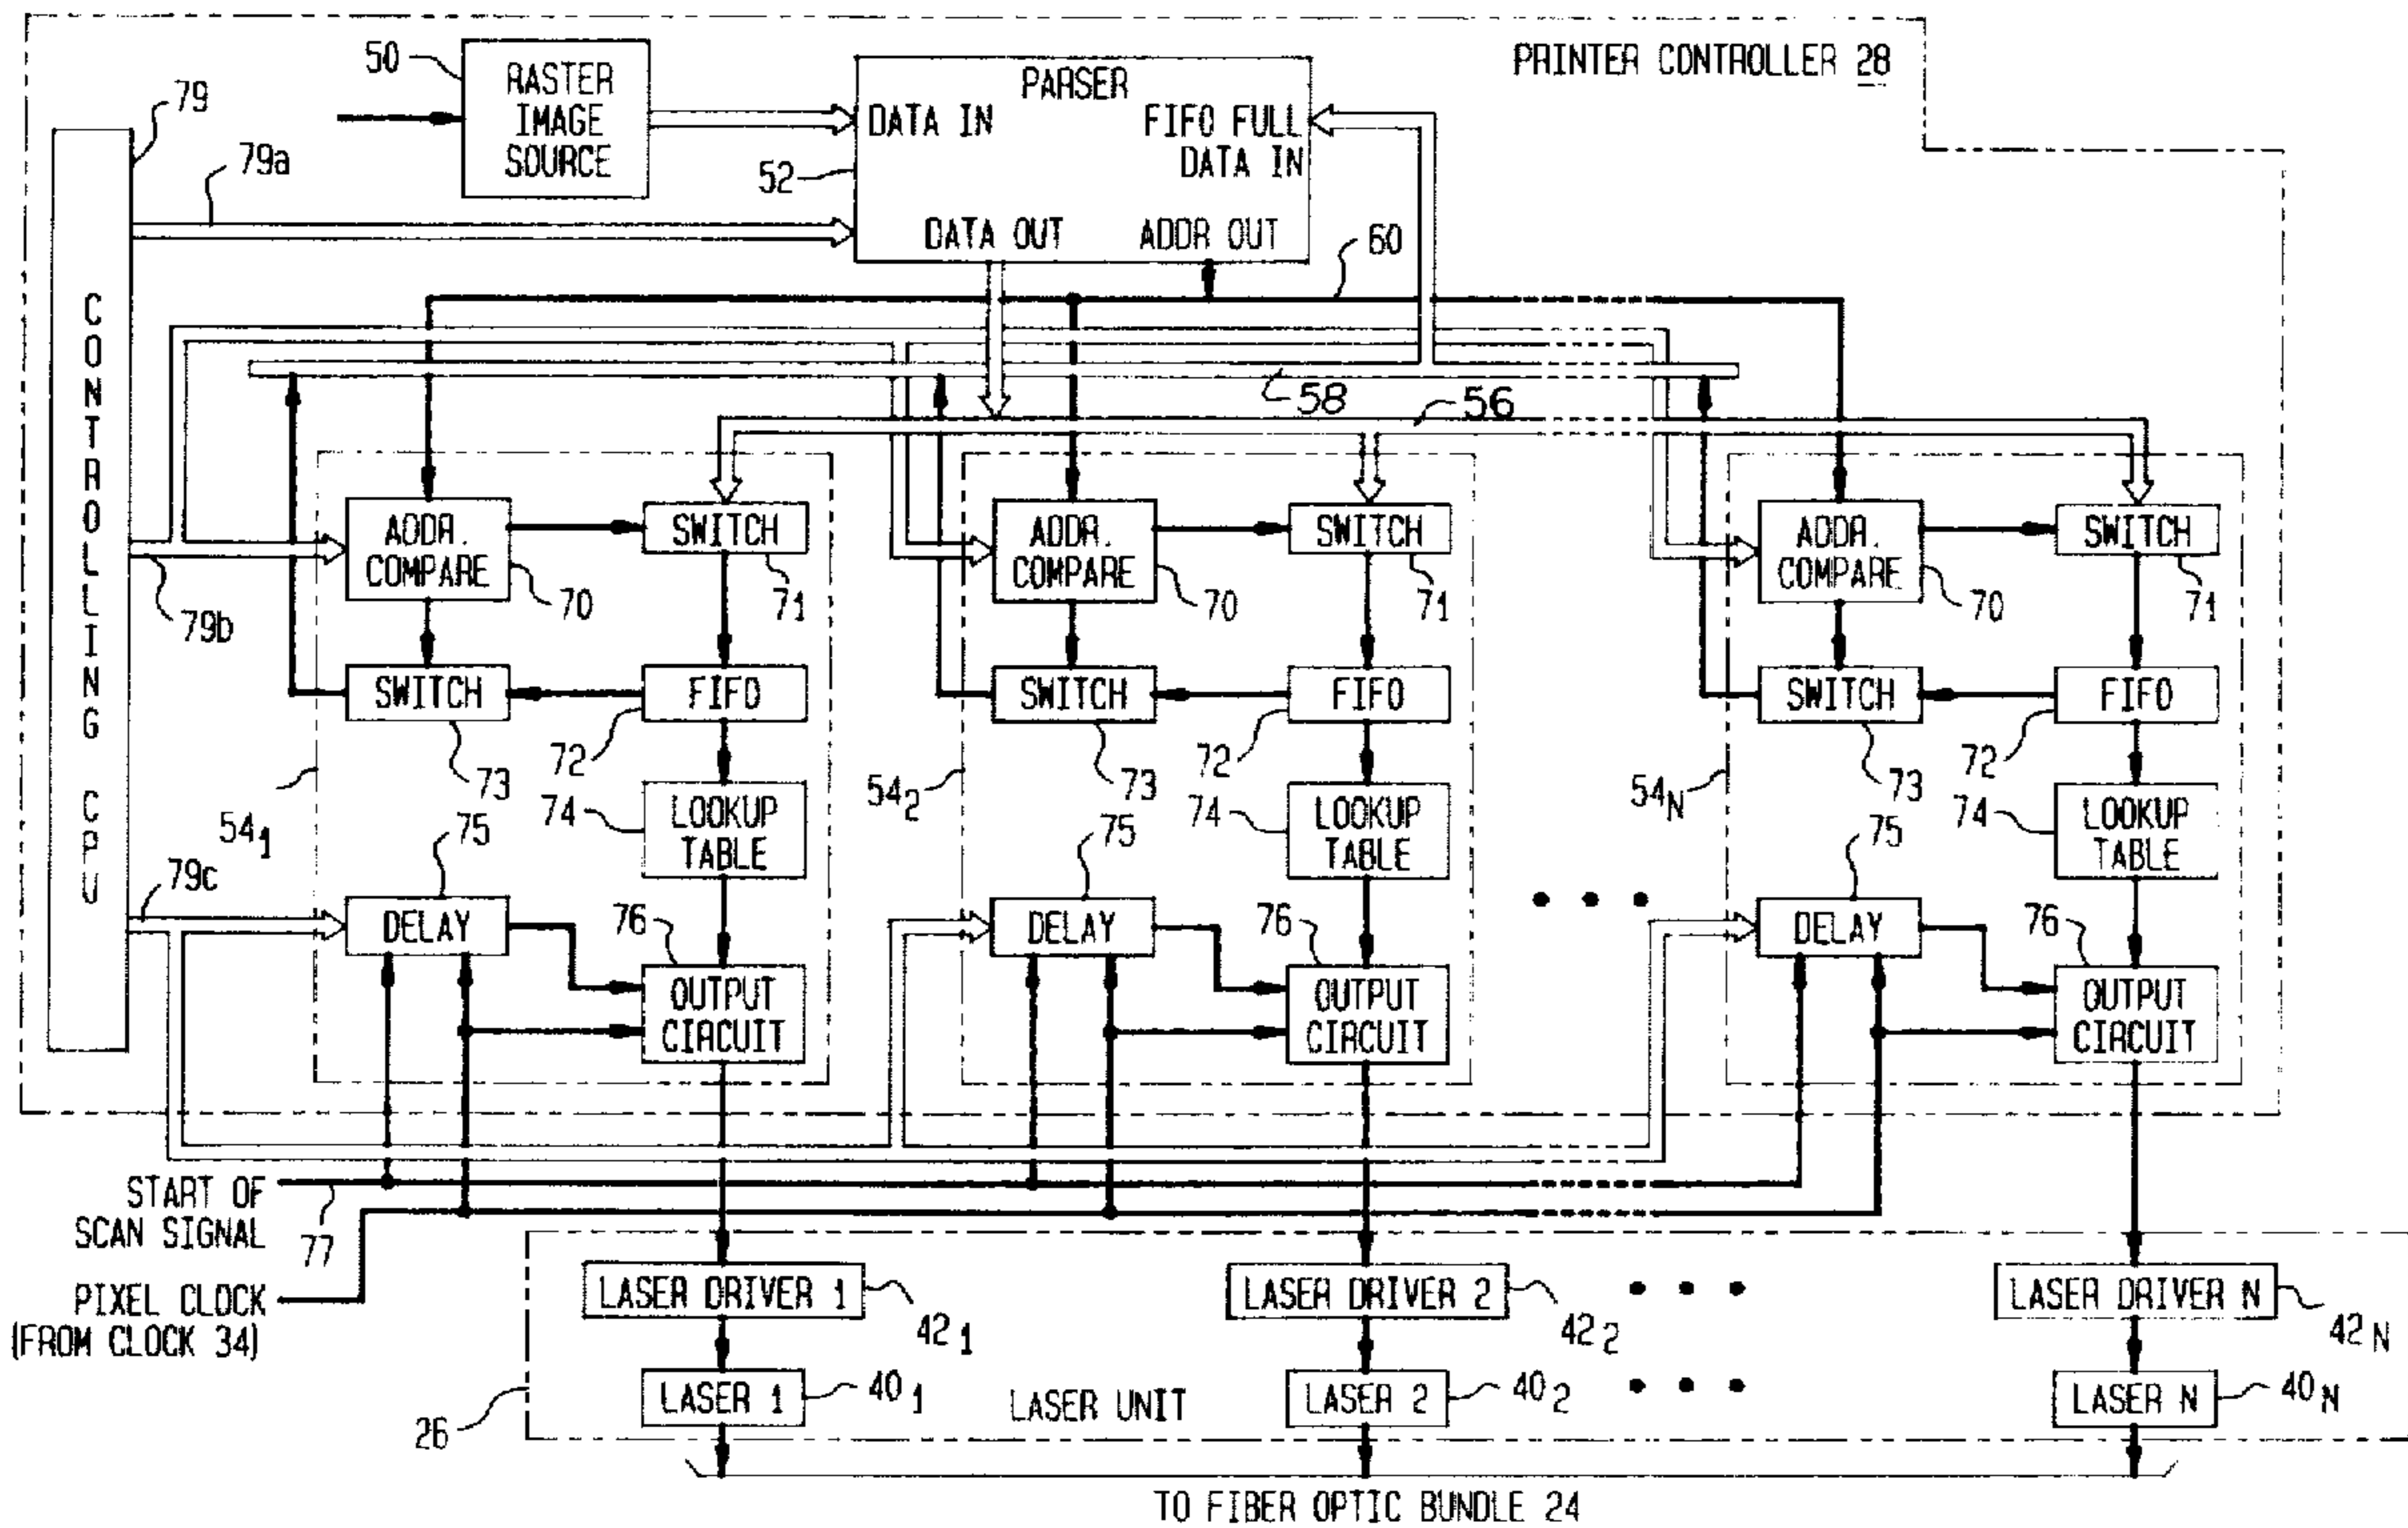 PRINTER CONTROLLER 28
50
RASTER
IMAGE
SOURCE
PARSER
DATA IN
FIFO FULL
DATA IN
52
DATA OUT
ADDR OUT
79
79a
60
CONTROLLING CPU
58
56
79b
ADDR.
COMPARE
70
SWITCH
71
SWITCH
73
FIFO
72
54 1
LOOKUP
TABLE
74
DELAY
75
OUTPUT
CIRCUIT
76
79c
ADDR.
COMPARE
70
SWITCH
71
SWITCH
73
FIFO
72
54 2
LOOKUP
TABLE
74
DELAY
75
OUTPUT
CIRCUIT
76
ADDR.
COMPARE
70
SWITCH
71
SWITCH
73
FIFO
72
54 N
LOOKUP
TABLE
74
DELAY
75
OUTPUT
CIRCUIT
76
START OF
SCAN SIGNAL
77
PIXEL CLOCK
(FROM CLOCK 34)
LASER DRIVER 1
42 1
LASER DRIVER 2
42 2
LASER DRIVER N
42 N
26
LASER 1
40 1
LASER UNIT
LASER 2
40 2
LASER N
40 N
TO FIBER OPTIC BUNDLE 24